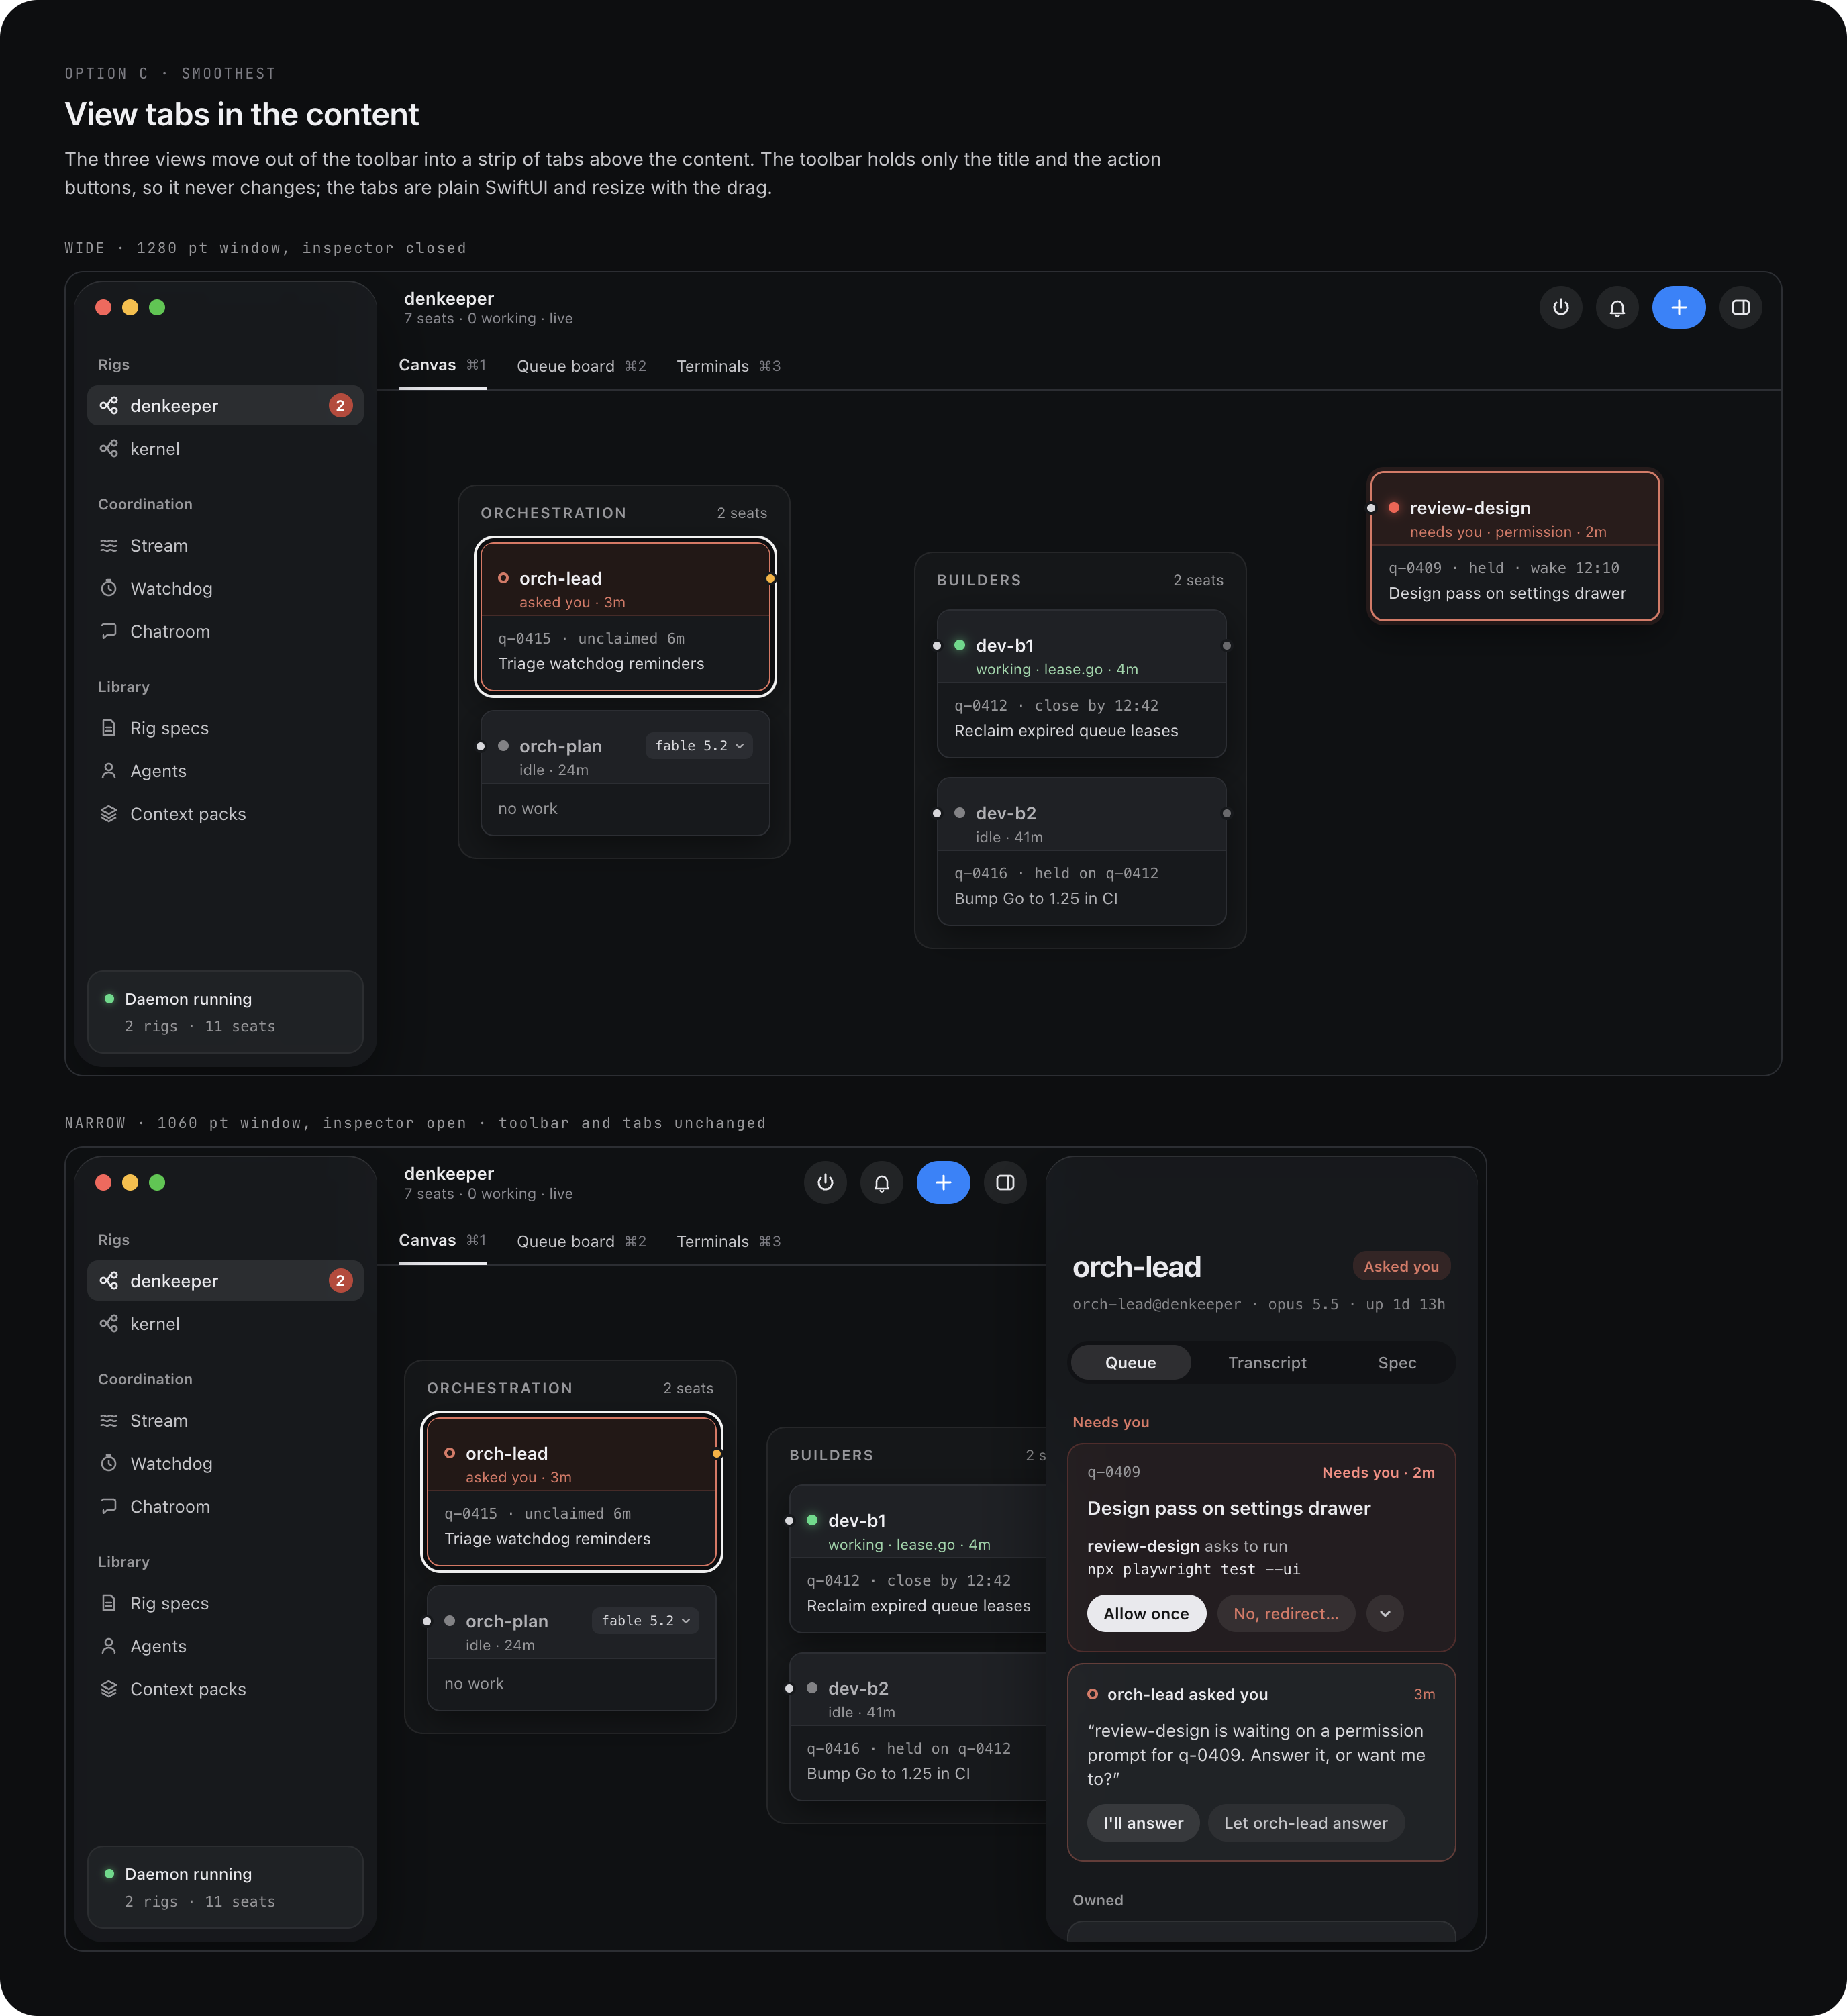 OPTION C · SMOOTHEST
View tabs in the content
The three views move out of the toolbar into a strip of tabs above the content. The toolbar holds only the title and the action
buttons, so it never changes; the tabs are plain SwiftUI and resize with the drag.
WIDE · 1280 pt window, inspector closed
denkeeper
7 seats · 0 working · live
Canvas ⌘1
Queue board ⌘2
Terminals ⌘3
Rigs
denkeeper 2
kernel
Coordination
Stream
Watchdog
Chatroom
Library
Rig specs
Agents
Context packs
Daemon running
2 rigs · 11 seats
ORCHESTRATION 2 seats
orch-lead
asked you · 3m
q-0415 · unclaimed 6m
Triage watchdog reminders
orch-plan fable 5.2
idle · 24m
no work
BUILDERS 2 seats
dev-b1
working · lease.go · 4m
q-0412 · close by 12:42
Reclaim expired queue leases
dev-b2
idle · 41m
q-0416 · held on q-0412
Bump Go to 1.25 in CI
review-design
needs you · permission · 2m
q-0409 · held · wake 12:10
Design pass on settings drawer
NARROW · 1060 pt window, inspector open · toolbar and tabs unchanged
denkeeper
7 seats · 0 working · live
Canvas ⌘1
Queue board ⌘2
Terminals ⌘3
Rigs
denkeeper 2
kernel
Coordination
Stream
Watchdog
Chatroom
Library
Rig specs
Agents
Context packs
Daemon running
2 rigs · 11 seats
ORCHESTRATION 2 seats
orch-lead
asked you · 3m
q-0415 · unclaimed 6m
Triage watchdog reminders
orch-plan fable 5.2
idle · 24m
no work
BUILDERS 2 s
dev-b1
working · lease.go · 4m
q-0412 · close by 12:42
Reclaim expired queue leases
dev-b2
idle · 41m
q-0416 · held on q-0412
Bump Go to 1.25 in CI
orch-lead Asked you
orch-lead@denkeeper · opus 5.5 · up 1d 13h
Queue Transcript Spec
Needs you
q-0409 Needs you · 2m
Design pass on settings drawer
review-design asks to run
npx playwright test --ui
Allow once No, redirect...
orch-lead asked you 3m
“review-design is waiting on a permission
prompt for q-0409. Answer it, or want me
to?”
I'll answer Let orch-lead answer
Owned